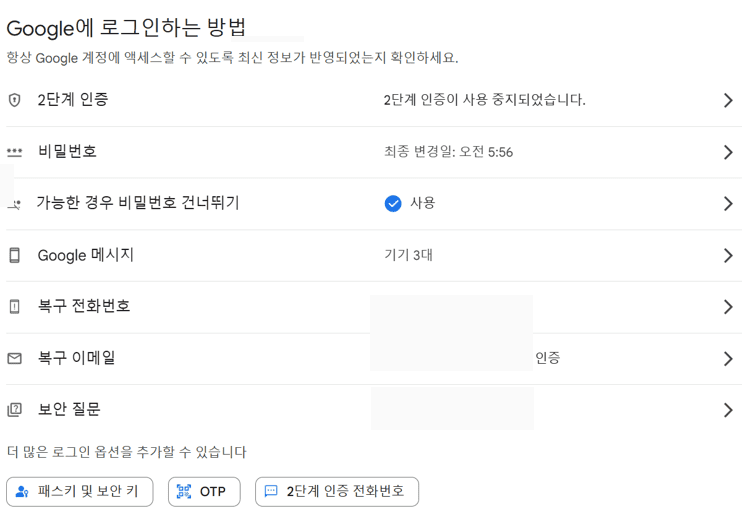 Google에 로그인하는 방법
항상 Google 계정에 액세스할 수 있도록 최신 정보가 반영되었는지 확인하세요.
2단계 인증 2단계 인증이 사용 중지되었습니다.
비밀번호 최종 변경일: 오전 5:56
가능한 경우 비밀번호 건너뛰기 사용
Google 메시지 기기 3대
복구 전화번호
복구 이메일 인증
보안 질문
더 많은 로그인 옵션을 추가할 수 있습니다
패스키 및 보안 키 OTP 2단계 인증 전화번호